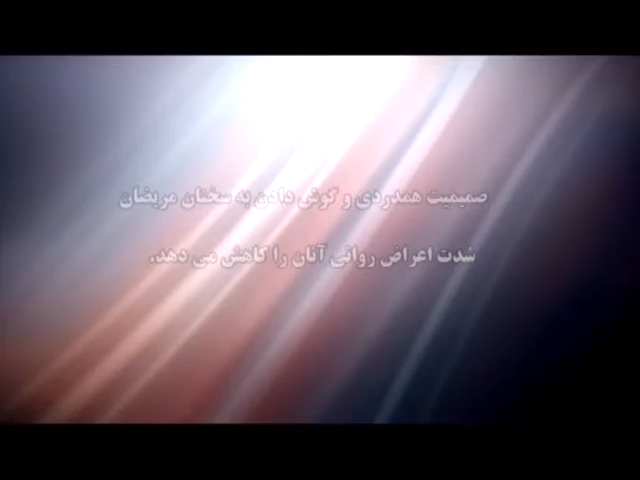 صمیمیت همدردی و گوش دادن به سخنان مریضان
شدت اعراض روانی آنان را کاهش می دهد.